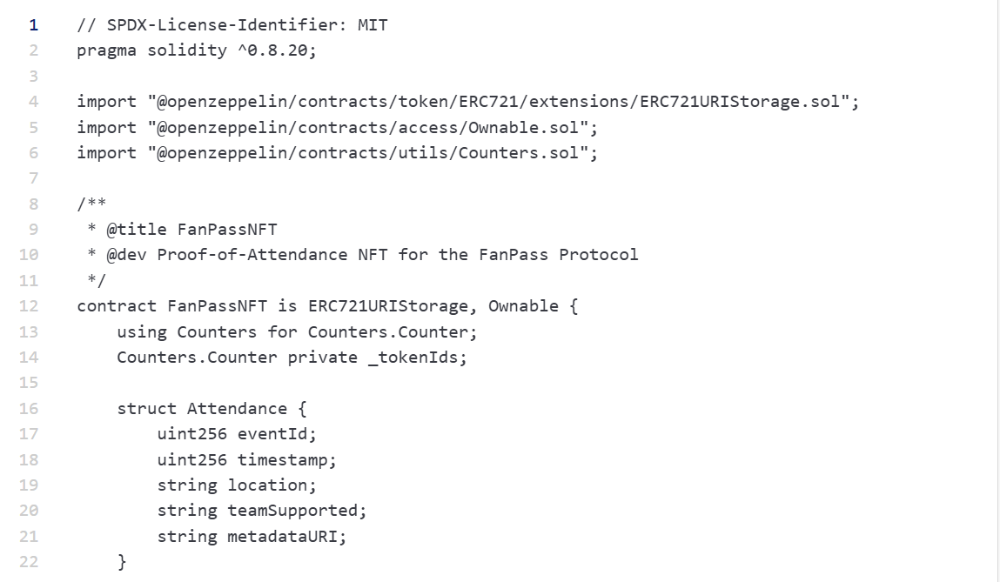 1 // SPDX-License-Identifier: MIT
2 pragma solidity ^0.8.20;
3
4 import "@openzeppelin/contracts/token/ERC721/extensions/ERC721URIStorage.sol";
5 import "@openzeppelin/contracts/access/Ownable.sol";
6 import "@openzeppelin/contracts/utils/Counters.sol";
7
8 /**
9  * @title FanPassNFT
10  * @dev Proof-of-Attendance NFT for the FanPass Protocol
11  */
12 contract FanPassNFT is ERC721URIStorage, Ownable {
13     using Counters for Counters.Counter;
14     Counters.Counter private _tokenIds;
15
16     struct Attendance {
17         uint256 eventId;
18         uint256 timestamp;
19         string location;
20         string teamSupported;
21         string metadataURI;
22     }